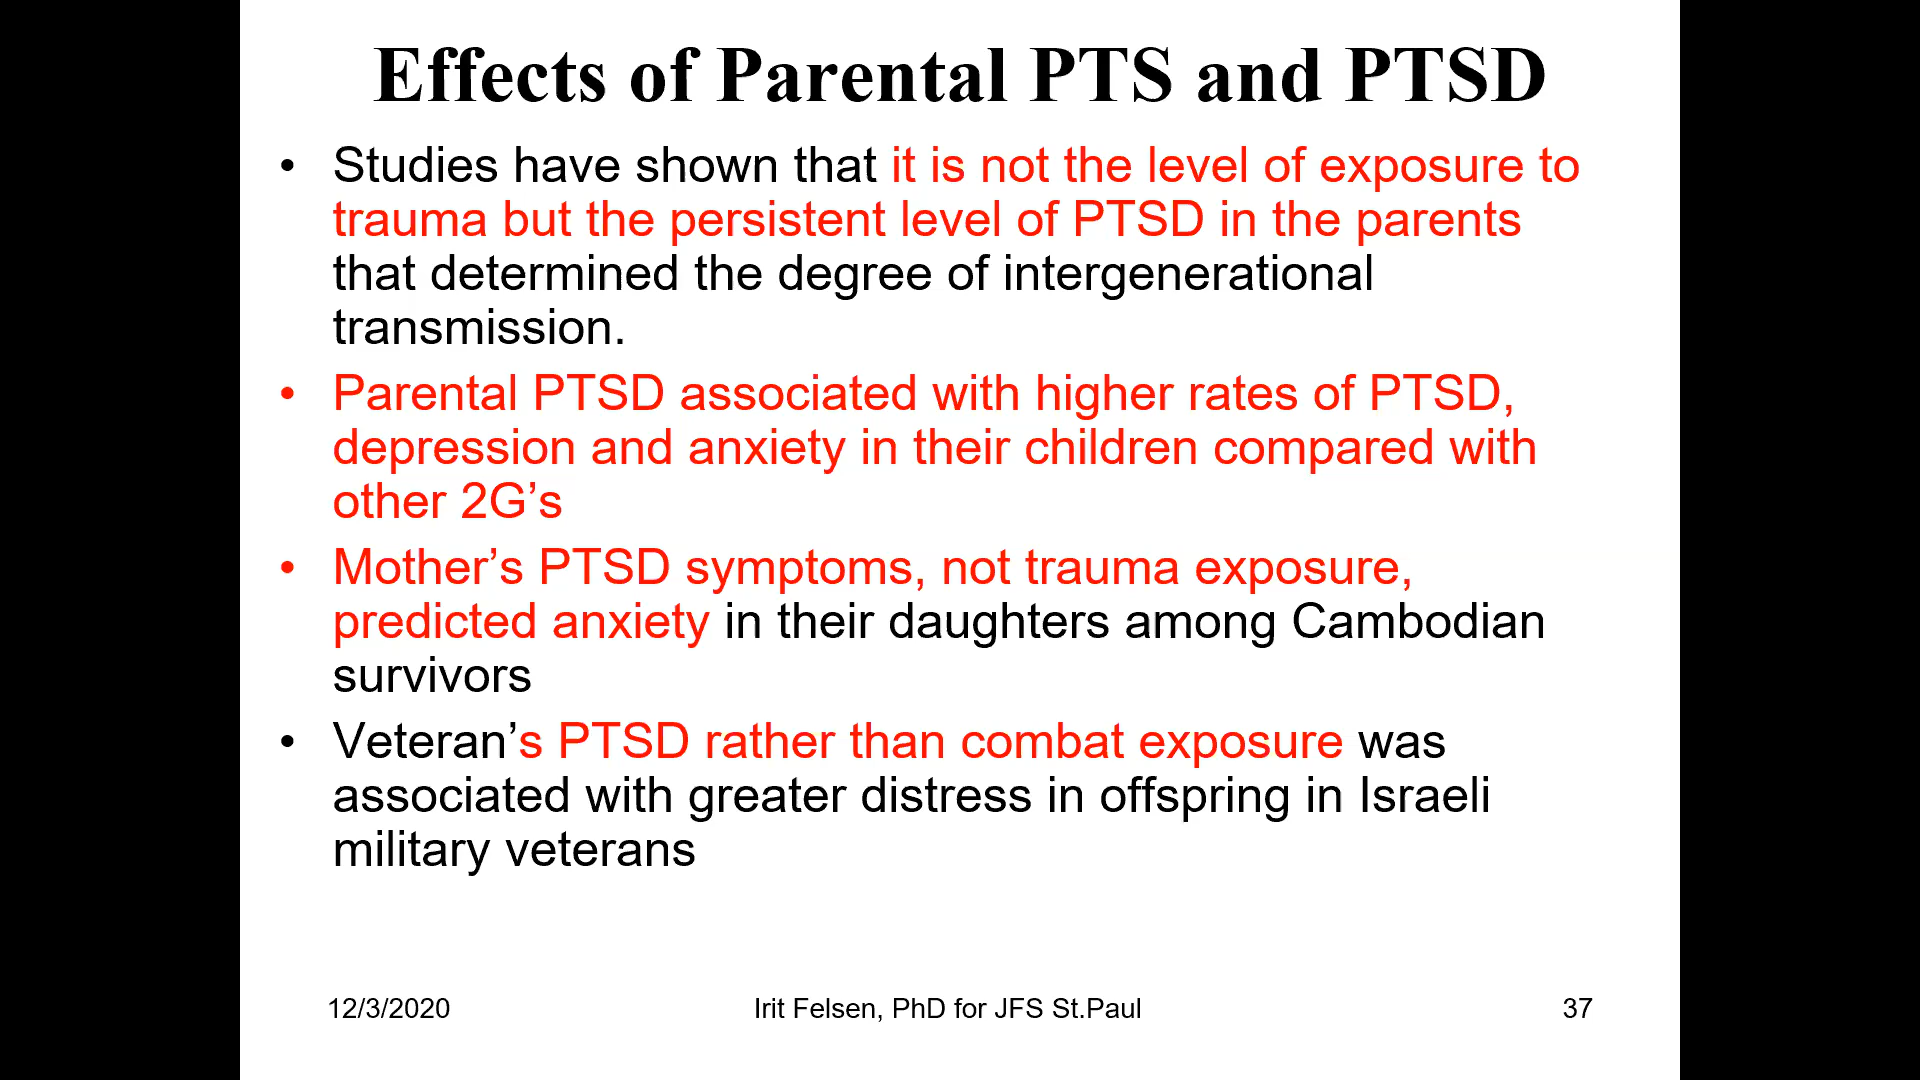 Effects of Parental PTS and PTSD
• Studies have shown that it is not the level of exposure to
trauma but the persistent level of PTSD in the parents
that determined the degree of intergenerational
transmission.
• Parental PTSD associated with higher rates of PTSD,
depression and anxiety in their children compared with
other 2G’s
• Mother’s PTSD symptoms, not trauma exposure,
predicted anxiety in their daughters among Cambodian
survivors
• Veteran’s PTSD rather than combat exposure was
associated with greater distress in offspring in Israeli
military veterans
12/3/2020 Irit Felsen, PhD for JFS St.Paul 37